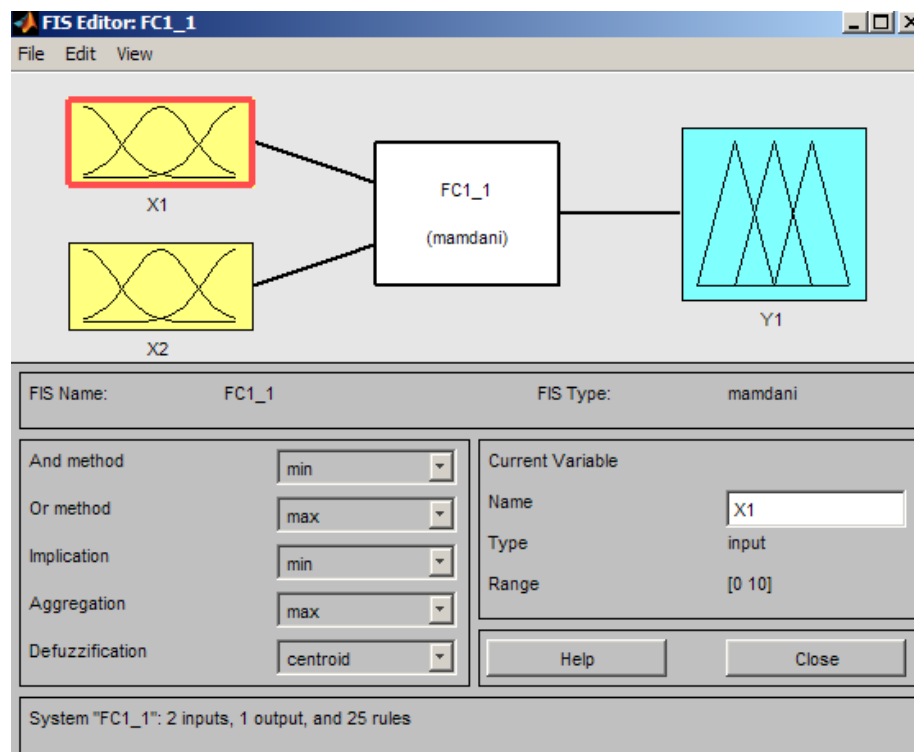 FIS Editor: FC1_1
File Edit View
X1
X2
FC1_1
(mamdani)
Y1
FIS Name: FC1_1 FIS Type: mamdani
And method min
Or method max
Implication min
Aggregation max
Defuzzification centroid
Current Variable
Name X1
Type input
Range [0 10]
Help Close
System "FC1_1": 2 inputs, 1 output, and 25 rules